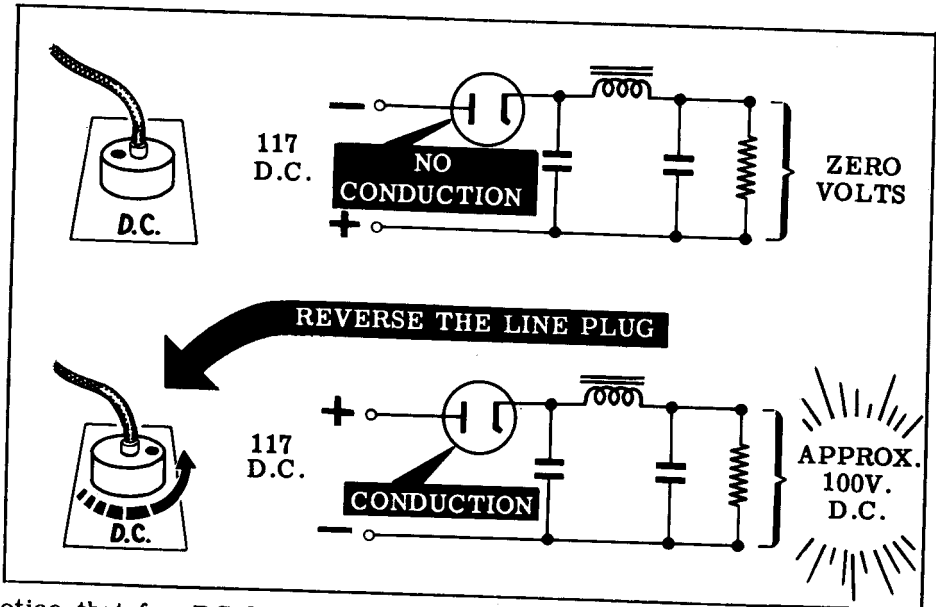 117
D.C.
NO
CONDUCTION
ZERO
VOLTS
D.C.
REVERSE THE LINE PLUG
117
D.C.
CONDUCTION
APPROX.
100V.
D.C.
D.C.